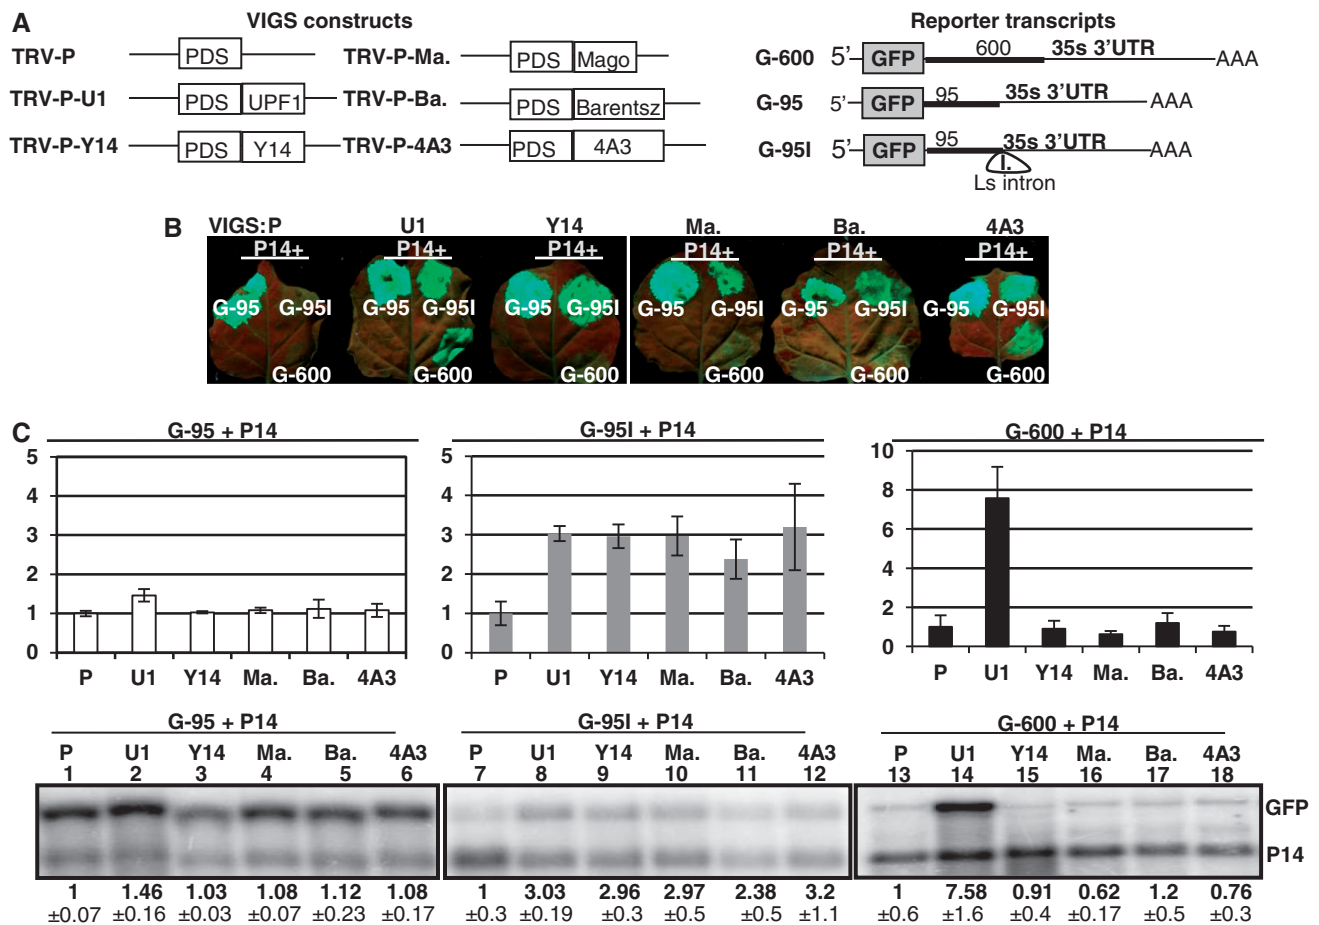 A
VIGS constructs
Reporter transcripts
TRV-P
PDS
TRV-P-Ma.
PDS
Mago
G-600
5'
GFP
600
35s 3'UTR
AAA
TRV-P-U1
PDS
UPF1
TRV-P-Ba.
PDS
Barentsz
G-95
5'
GFP
95
35s 3'UTR
AAA
TRV-P-Y14
PDS
Y14
TRV-P-4A3
PDS
4A3
G-95I
5'
GFP
95
35s 3'UTR
AAA
I.
Ls intron
B
VIGS:P
U1
Y14
Ma.
Ba.
4A3
P14+
P14+
P14+
P14+
P14+
P14+
G-95 G-95I
G-95 G-95I
G-95 G-95I
G-95 G-95I
G-95 G-95I
G-95 G-95I
G-600
G-600
G-600
G-600
G-600
G-600
C
G-95 + P14
5
4
3
2
1
0
P U1 Y14 Ma. Ba. 4A3
G-95I + P14
5
4
3
2
1
0
P U1 Y14 Ma. Ba. 4A3
G-600 + P14
10
8
6
4
2
0
P U1 Y14 Ma. Ba. 4A3
G-95 + P14
P U1 Y14 Ma. Ba. 4A3
1 2 3 4 5 6
1 1.46 1.03 1.08 1.12 1.08
±0.07 ±0.16 ±0.03 ±0.07 ±0.23 ±0.17
G-95I + P14
P U1 Y14 Ma. Ba. 4A3
7 8 9 10 11 12
1 3.03 2.96 2.97 2.38 3.2
±0.3 ±0.19 ±0.3 ±0.5 ±0.5 ±1.1
G-600 + P14
P U1 Y14 Ma. Ba. 4A3
13 14 15 16 17 18
GFP
P14
1 7.58 0.91 0.62 1.2 0.76
±0.6 ±1.6 ±0.4 ±0.17 ±0.5 ±0.3